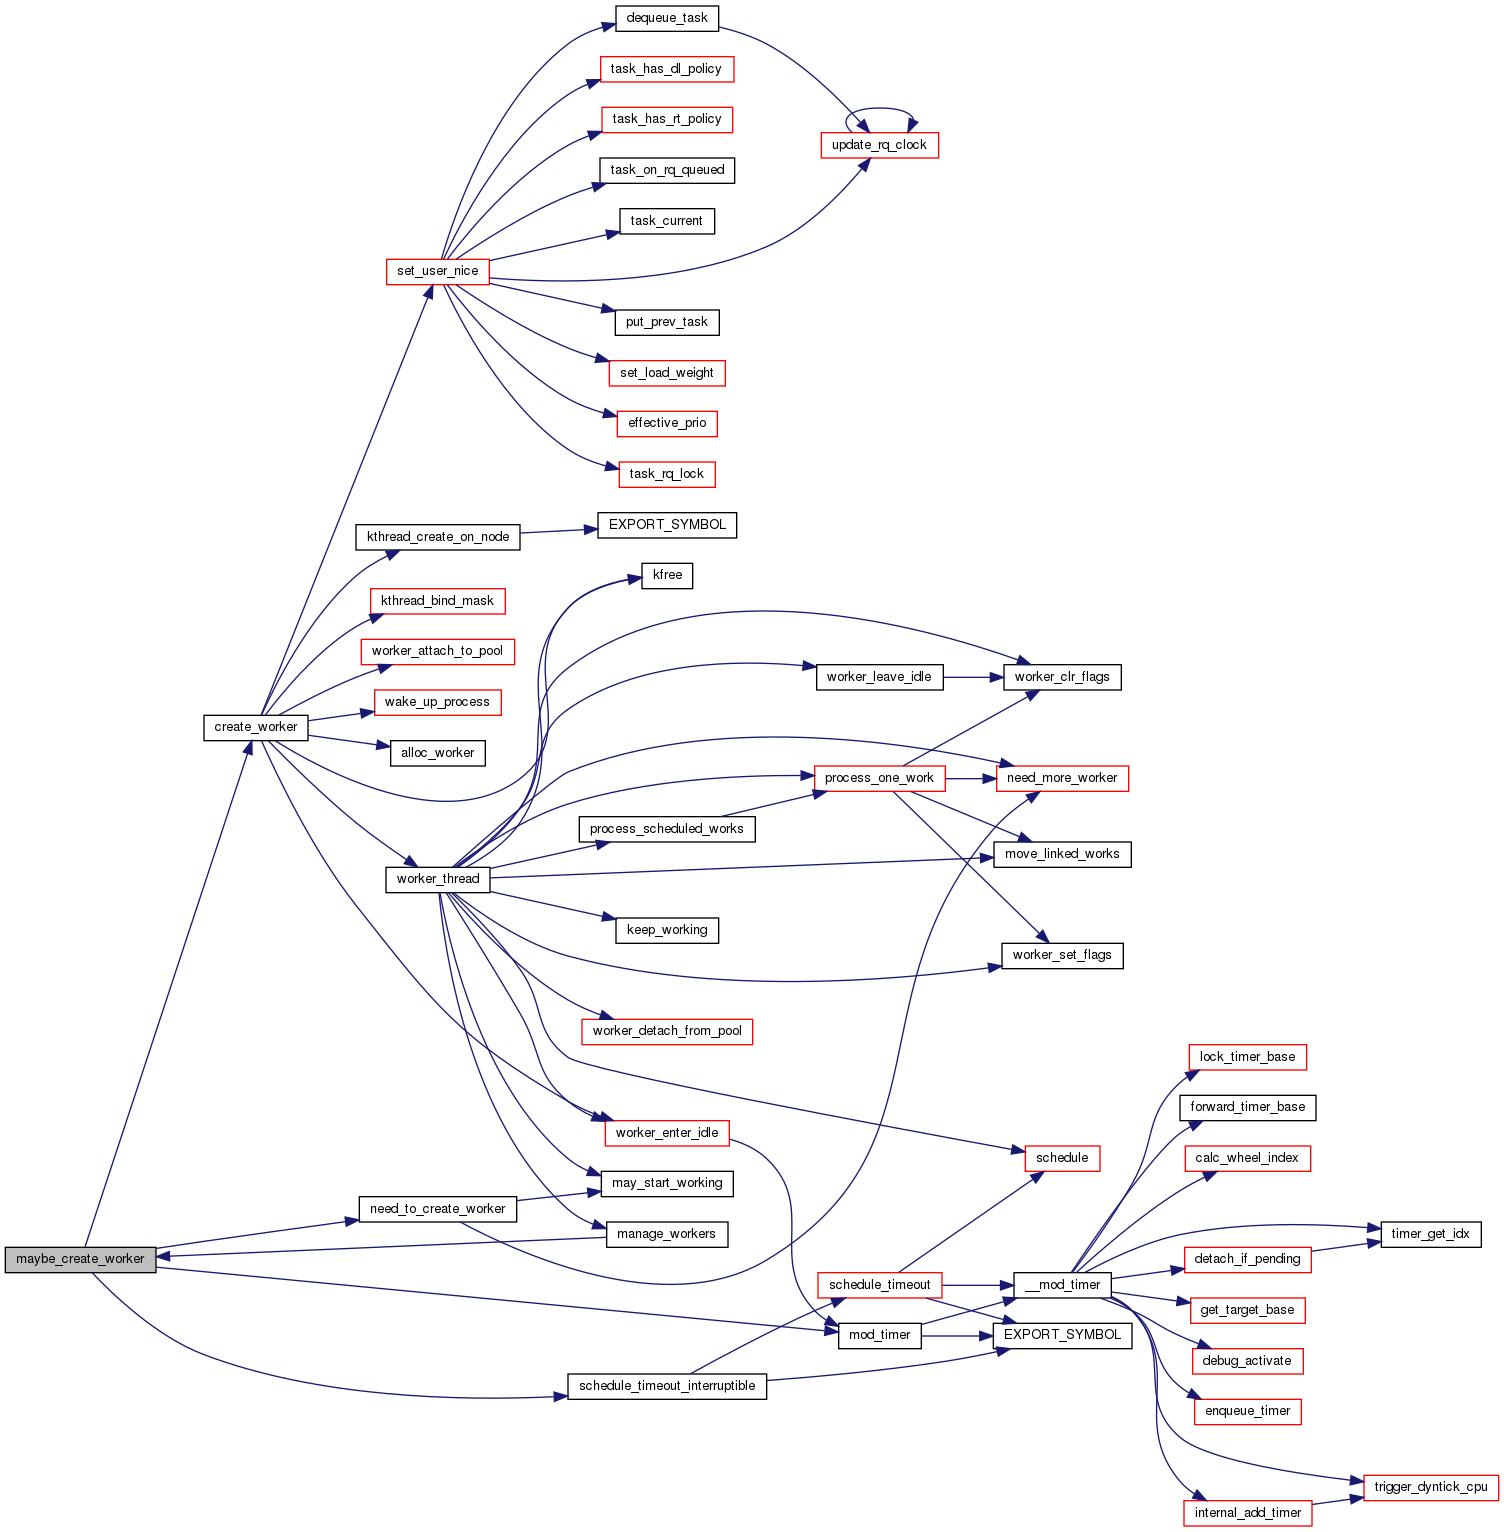 dequeue_task
task_has_dl_policy
task_has_rt_policy
update_rq_clock
task_on_rq_queued
task_current
set_user_nice
put_prev_task
set_load_weight
effective_prio
task_rq_lock
kthread_create_on_node
EXPORT_SYMBOL
kfree
kthread_bind_mask
worker_attach_to_pool
worker_leave_idle
worker_clr_flags
wake_up_process
create_worker
alloc_worker
process_one_work
need_more_worker
process_scheduled_works
move_linked_works
worker_thread
keep_working
worker_set_flags
worker_detach_from_pool
lock_timer_base
forward_timer_base
worker_enter_idle
schedule
calc_wheel_index
may_start_working
need_to_create_worker
manage_workers
timer_get_idx
maybe_create_worker
detach_if_pending
schedule_timeout
__mod_timer
get_target_base
mod_timer
EXPORT_SYMBOL
debug_activate
schedule_timeout_interruptible
enqueue_timer
trigger_dyntick_cpu
internal_add_timer